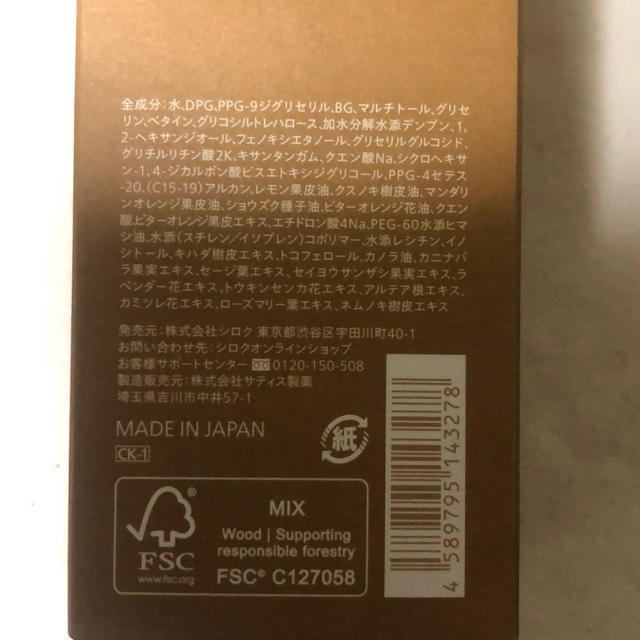 全成分:水、DPG、PPG-9ジグリセリル、BG、マルチトール、グリセ
リン、ベタイン、グリコシルトレハロース、加水分解水添デンプン、1,
2-ヘキサンジオール、フェノキシエタノール、グリセリルグルコシド、
グリチルリチン酸2K、キサンタンガム、クエン酸Na、シクロヘキサ
ン-1,4-ジカルボン酸ビスエトキシジグリコール、PPG-4セテス
-20、(C15-19)アルカン、レモン果皮油、クスノキ樹皮油、マンダリ
ンオレンジ果皮油、ショウズク種子油、ビターオレンジ花油、クエン
酸、ビターオレンジ果皮エキス、エチドロン酸4Na、PEG-60水添ヒマ
シ油、水添(スチレン/イソプレン)コポリマー、水添レシチン、イノ
シトール、キハダ樹皮エキス、トコフェロール、カノラ油、カニナバ
ラ果実エキス、セージ葉エキス、セイヨウサンザシ果実エキス、ラ
ベンダー花エキス、トウキンセンカ花エキス、アルテア根エキス、
カミツレ花エキス、ローズマリー葉エキス、ネムノキ樹皮エキス
発売元:株式会社シロク 東京都渋谷区宇田川町40-1
お問い合わせ先:シロクオンラインショップ
お客様サポートセンター 0120-150-508
製造販売元:株式会社サティス製薬
埼玉県吉川市中井57-1
MADE IN JAPAN
紙
CK-1
FSC
www.fsc.org
MIX
Wood | Supporting
responsible forestry
FSC® C127058
4 589795 143278